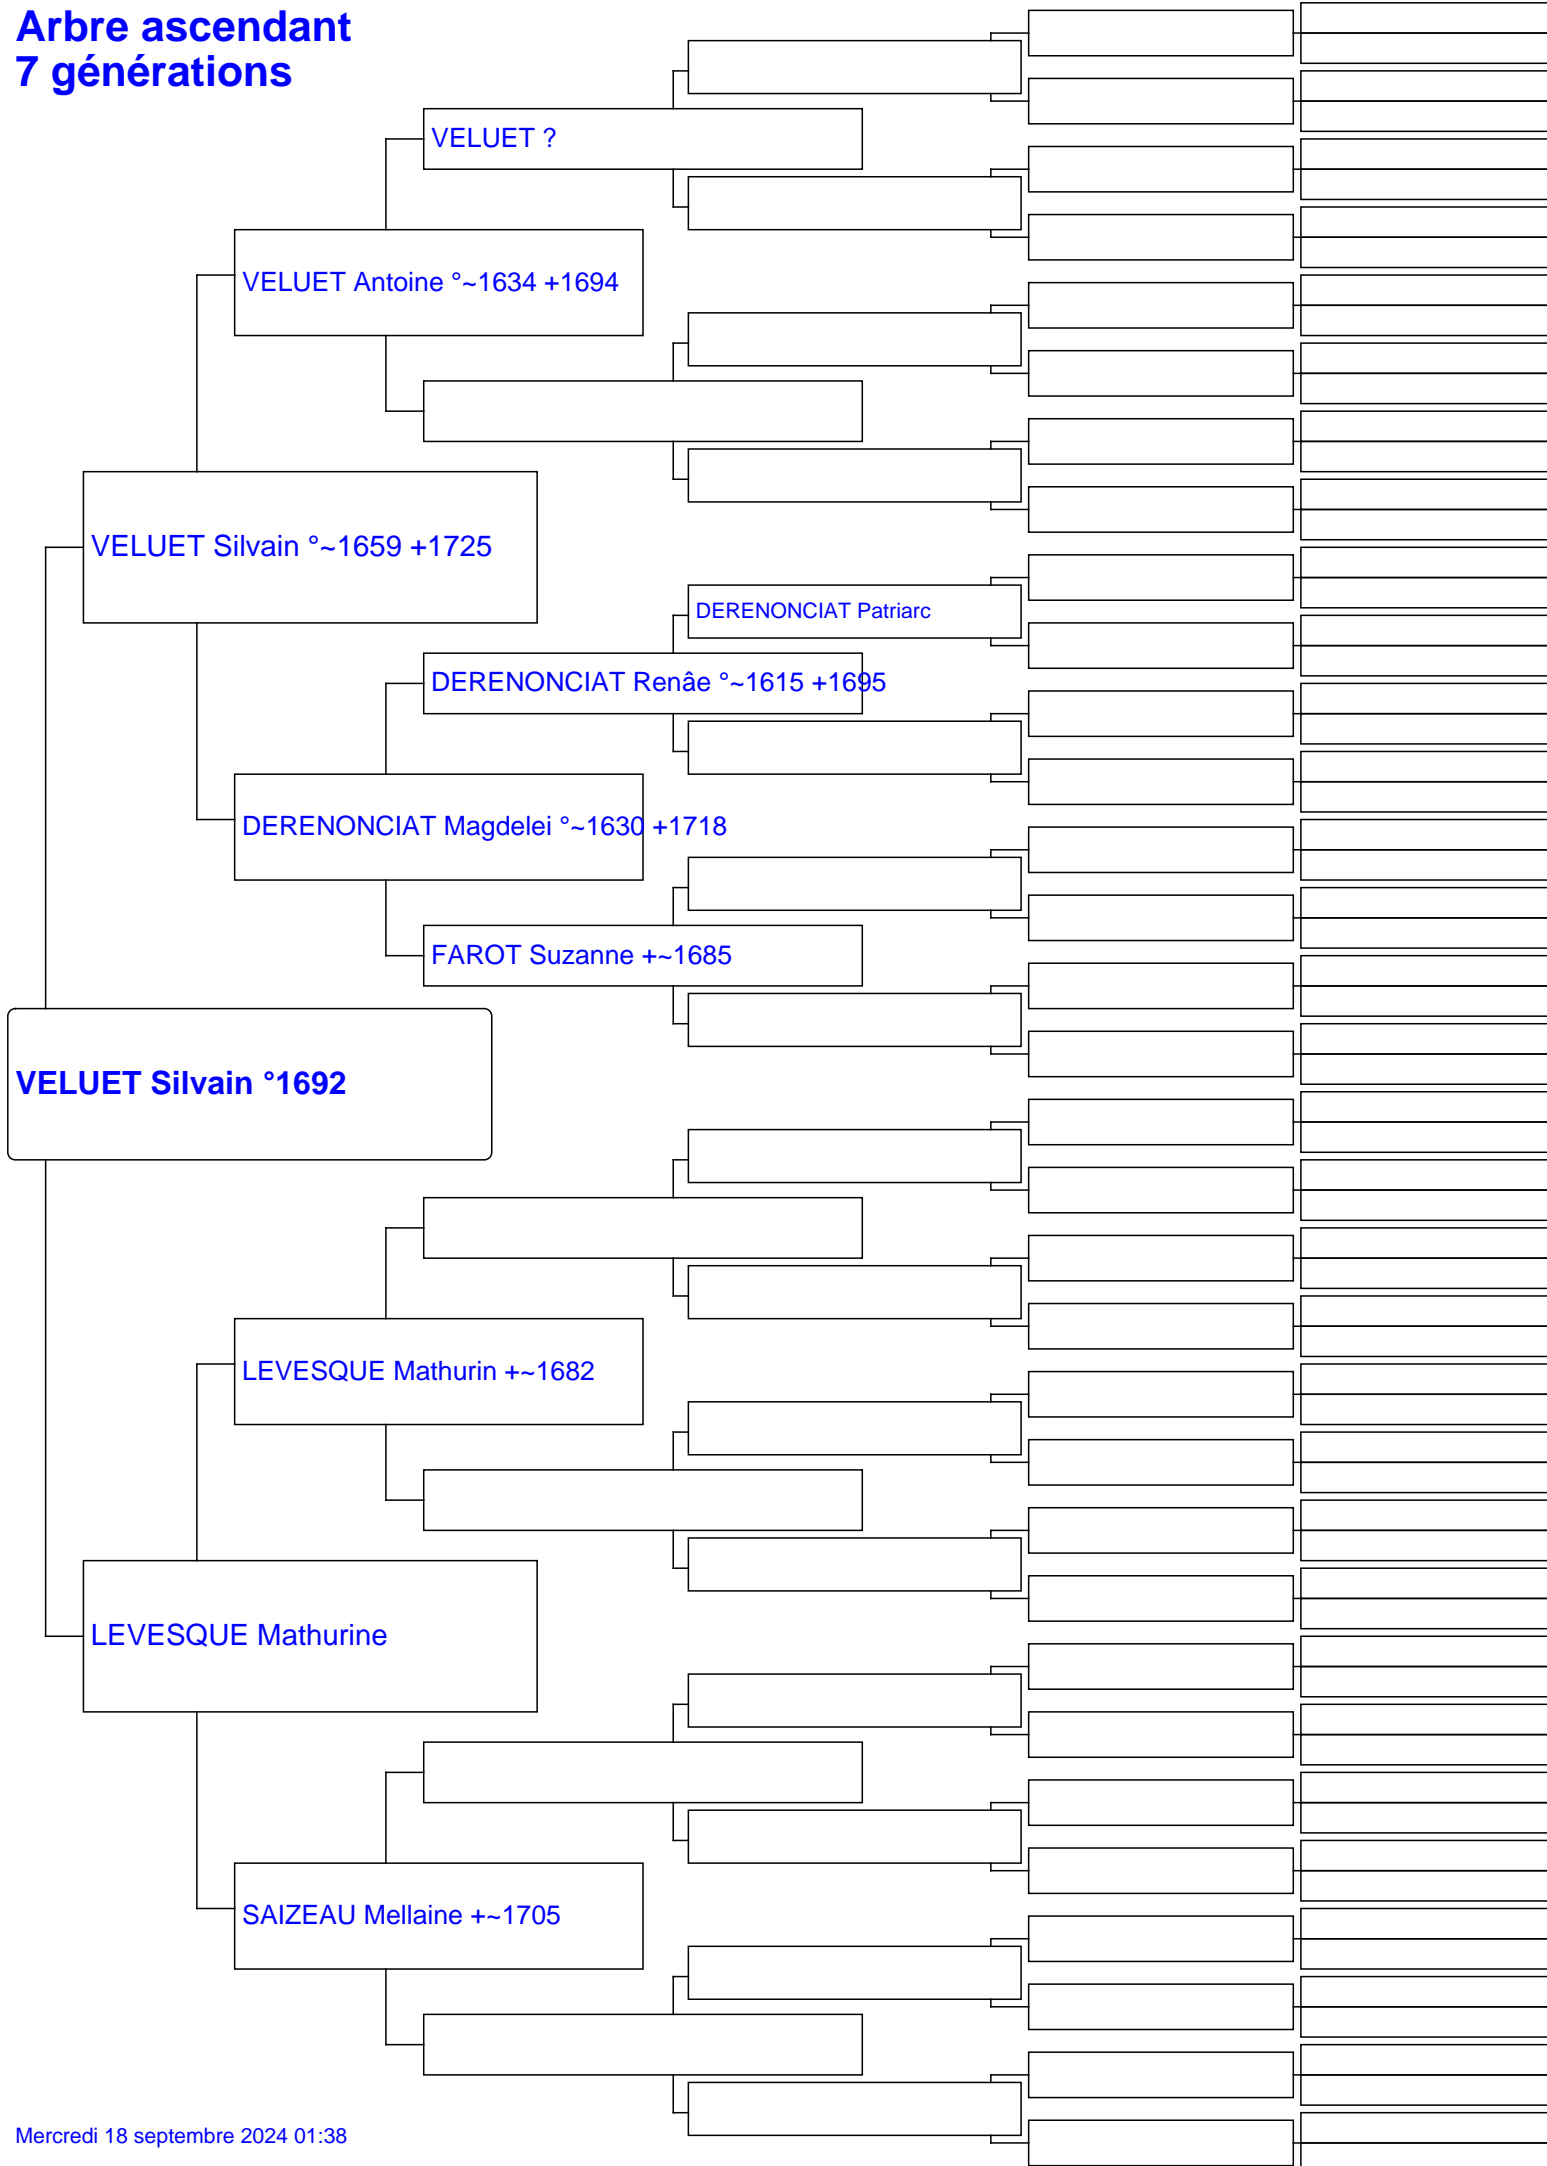 Arbre ascendant
7 générations
VELUET ?
VELUET Antoine °~1634 +1694
VELUET Silvain °~1659 +1725
DERENONCIAT Patriarc
DERENONCIAT Renâe °~1615 +1695
DERENONCIAT Magdelei °~1630 +1718
FAROT Suzanne +~1685
VELUET Silvain °1692
LEVESQUE Mathurin +~1682
LEVESQUE Mathurine
SAIZEAU Mellaine +~1705
Mercredi 18 septembre 2024 01:38